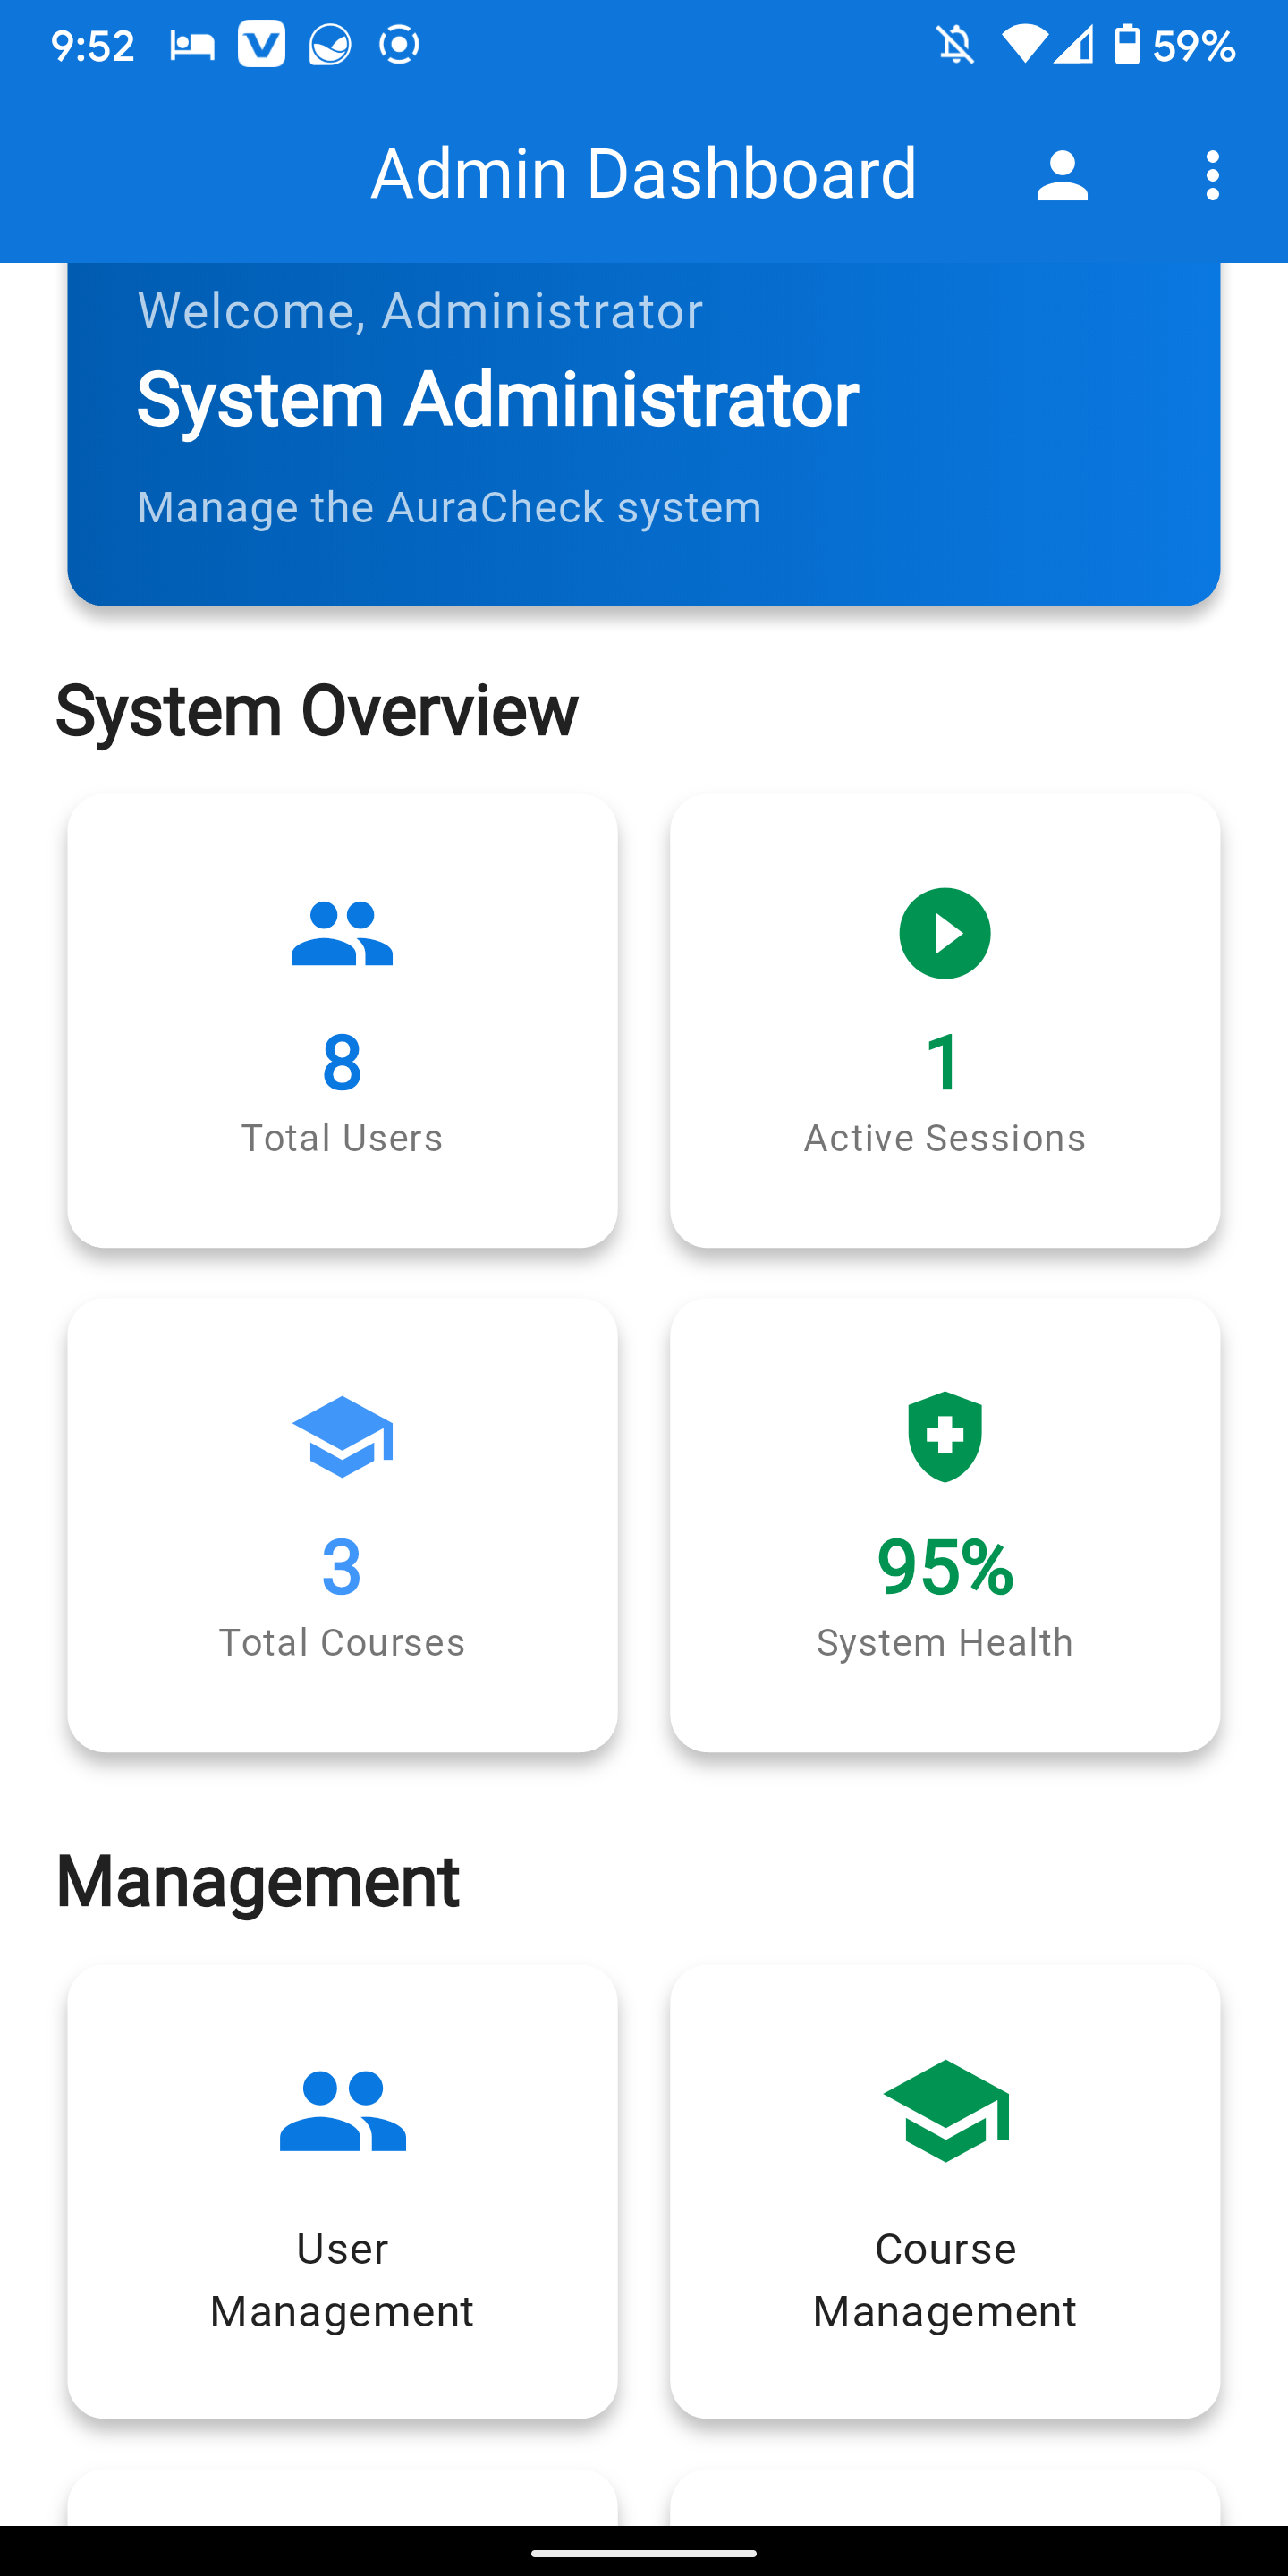 9:52
59%
Admin Dashboard
Welcome, Administrator
System Administrator
Manage the AuraCheck system
System Overview
8
Total Users
1
Active Sessions
3
Total Courses
95%
System Health
Management
User
Management
Course
Management